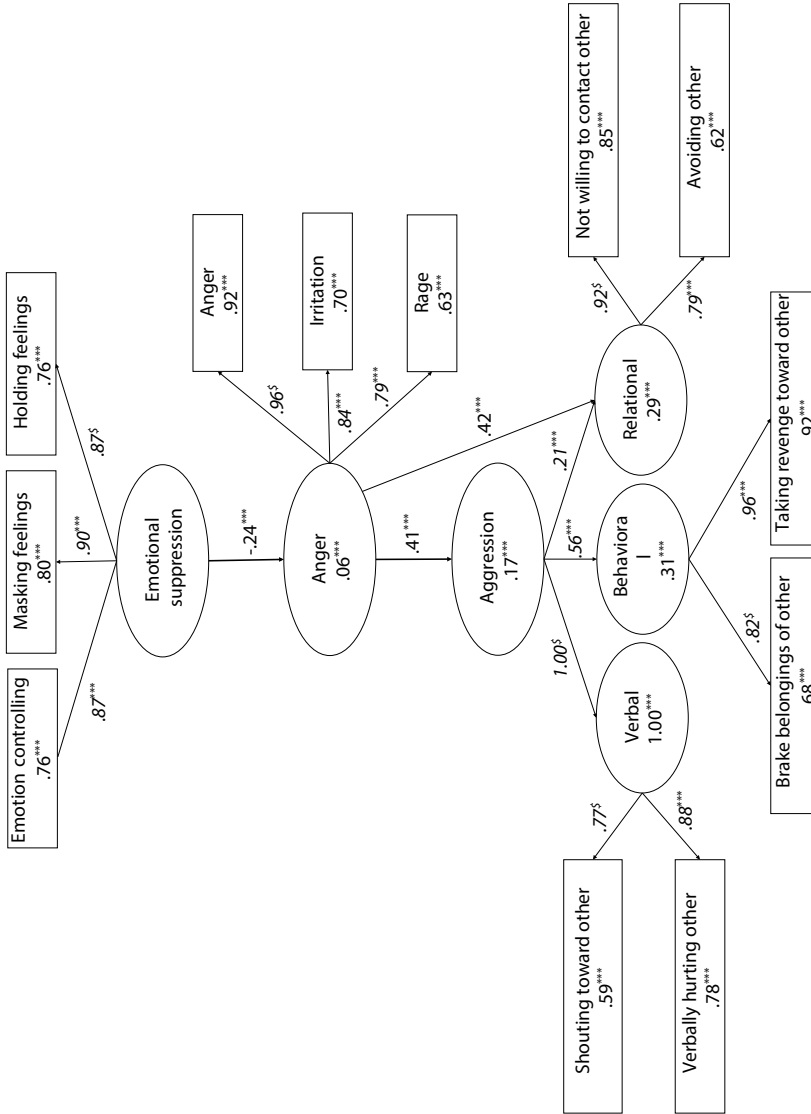 Emotion controlling
.76***
Masking feelings
.80***
Holding feelings
.76***
.87***
.90***
.87$
Emotional
suppression
-.24***
Anger
.06***
.96$
.84***
.79***
Anger
.92***
Irritation
.70***
Rage
.63***
.41***
.42***
Aggression
.17***
1.00$
.56***
.21***
Verbal
1.00***
Behaviora
l
.31***
Relational
.29***
.77$
.88***
Shouting toward other
.59***
Verbally hurting other
.78***
.82$
.96***
Brake belongings of other
.68***
Taking revenge toward other
.92***
.92$
.79***
Not willing to contact other
.85***
Avoiding other
.62***